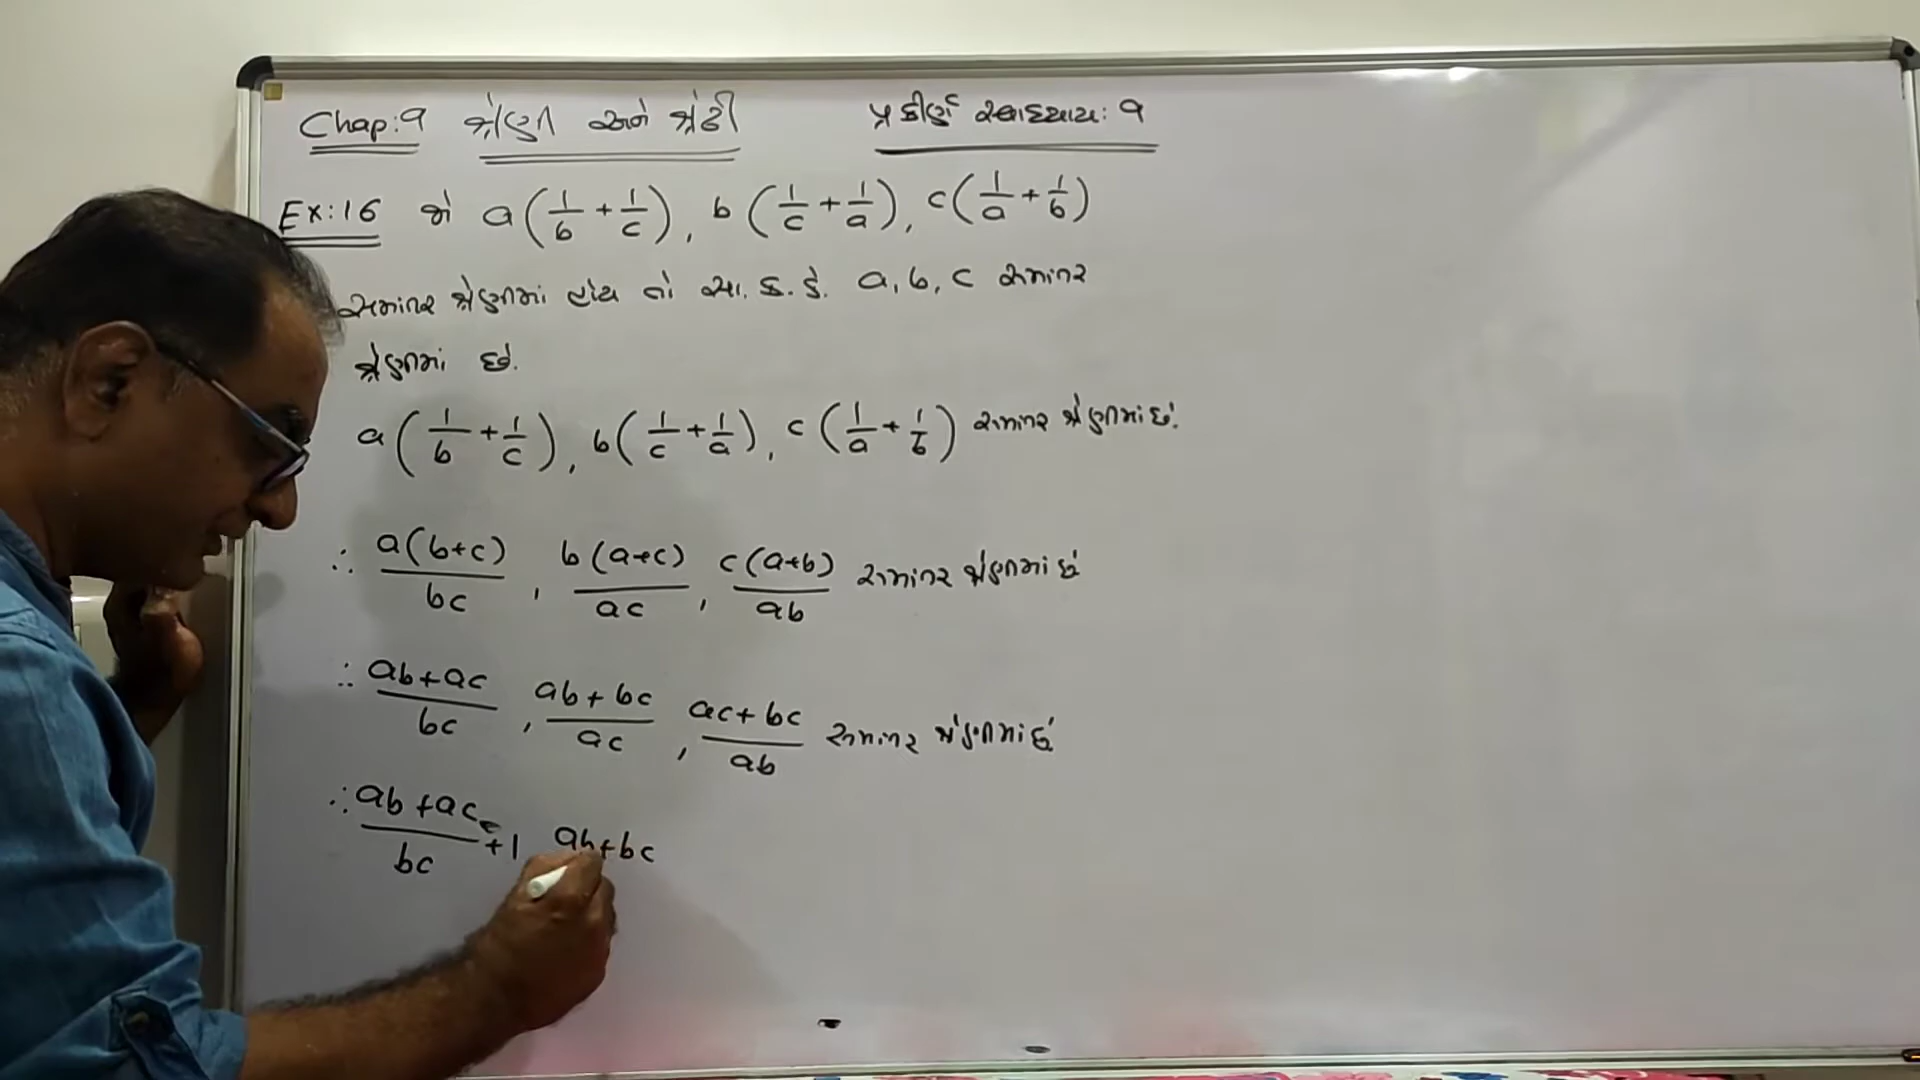 Chap:9 શ્રેણી અને શ્રેઢી પ્રકીર્ણ સ્વાધ્યાય: 9
Ex:16 જો a(1/b + 1/c), b(1/c + 1/a), c(1/a + 1/b)
સમાંતર શ્રેણીમાં હોય તો સા. ક. કે. a, b, c સમાંતર
શ્રેણીમાં છે.
a(1/b + 1/c), b(1/c + 1/a), c(1/a + 1/b) સમાંતર શ્રેણીમાં છે.
∴ a(b+c)/bc, b(a+c)/ac, c(a+b)/ab સમાંતર શ્રેણીમાં છે
∴ ab+ac/bc, ab+bc/ac, ac+bc/ab સમાંતર શ્રેણીમાં છે
∴ ab+ac/bc +1 ab+bc